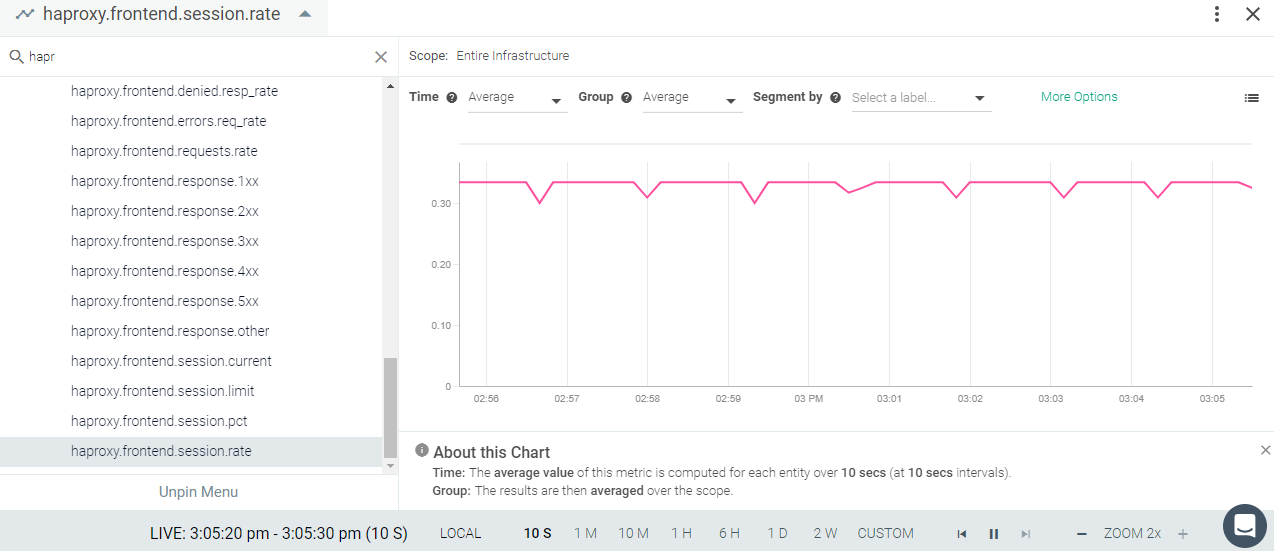 haproxy.frontend.session.rate
hapr
haproxy.frontend.denied.resp_rate
haproxy.frontend.errors.req_rate
haproxy.frontend.requests.rate
haproxy.frontend.response.1xx
haproxy.frontend.response.2xx
haproxy.frontend.response.3xx
haproxy.frontend.response.4xx
haproxy.frontend.response.5xx
haproxy.frontend.response.other
haproxy.frontend.session.current
haproxy.frontend.session.limit
haproxy.frontend.session.pct
haproxy.frontend.session.rate
Unpin Menu
Scope: Entire Infrastructure
Time ? Average Group ? Average Segment by ? Select a label... More Options
0.30
0.20
0.10
0
02:56 02:57 02:58 02:59 03 PM 03:01 03:02 03:03 03:04 03:05
About this Chart
Time: The average value of this metric is computed for each entity over 10 secs (at 10 secs intervals).
Group: The results are then averaged over the scope.
LIVE: 3:05:20 pm - 3:05:30 pm (10 S) LOCAL 10 S 1 M 10 M 1 H 6 H 1 D 2 W CUSTOM ZOOM 2x